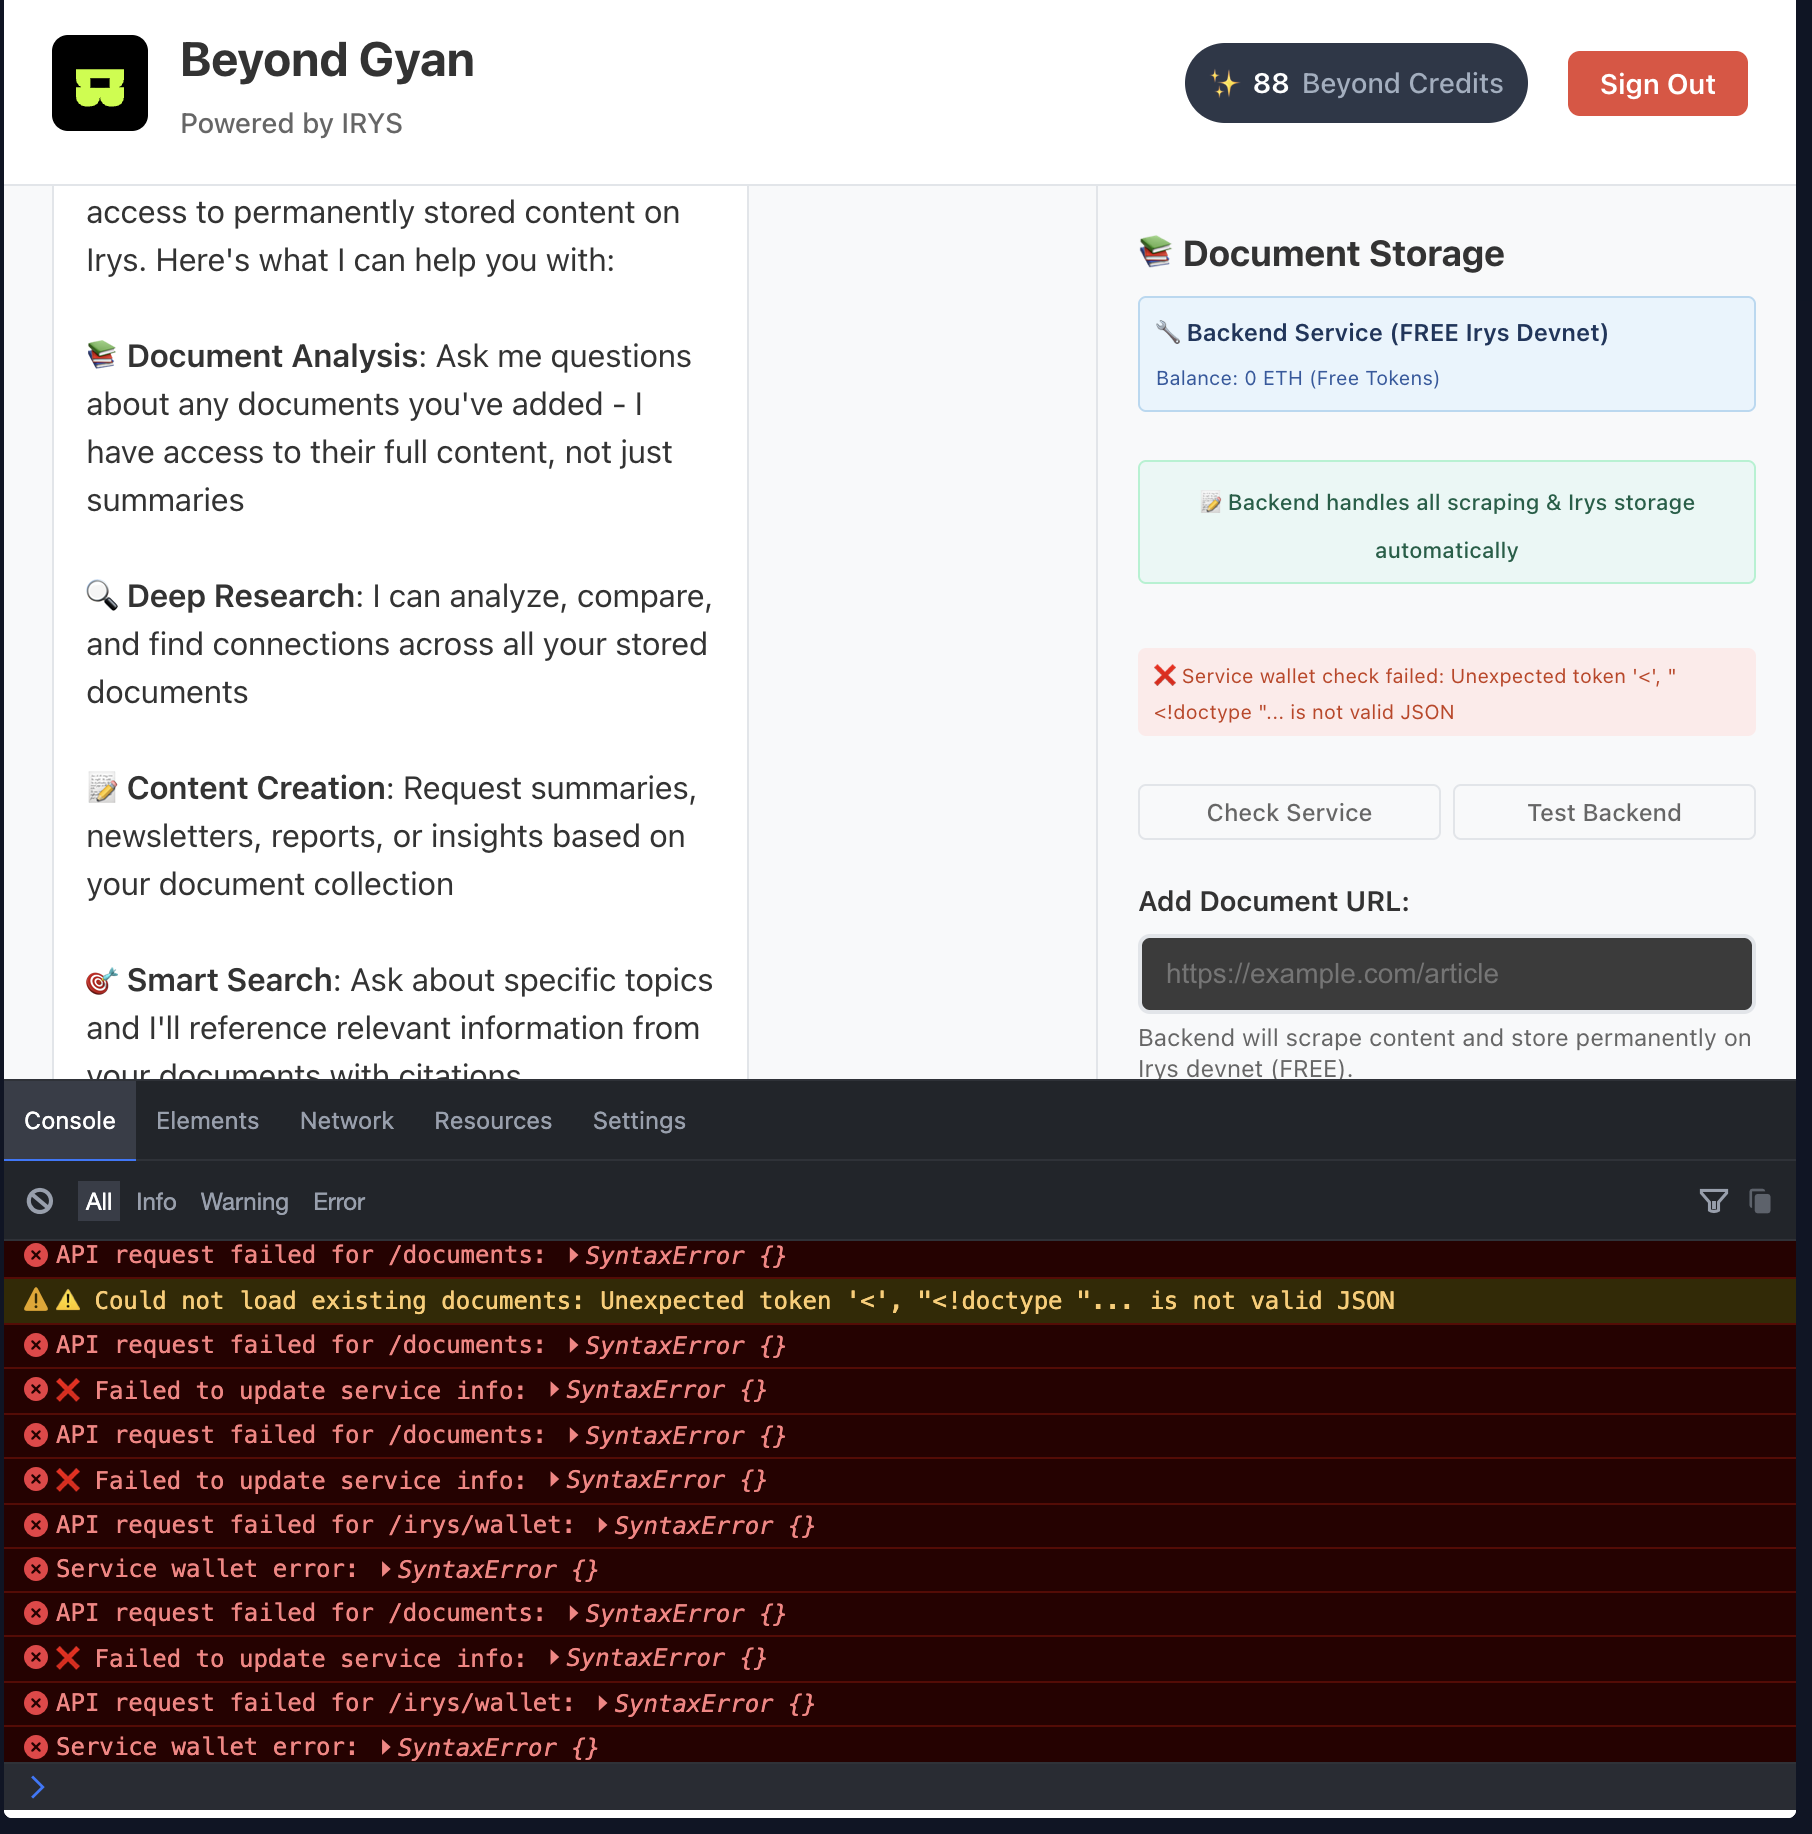 Beyond Gyan
Powered by IRYS
✨ 88 Beyond Credits
Sign Out
access to permanently stored content on
Irys. Here's what I can help you with:
📚 Document Analysis: Ask me questions
about any documents you've added - I
have access to their full content, not just
summaries
🔍 Deep Research: I can analyze, compare,
and find connections across all your stored
documents
📝 Content Creation: Request summaries,
newsletters, reports, or insights based on
your document collection
🎯 Smart Search: Ask about specific topics
and I'll reference relevant information from
your documents with citations
📚 Document Storage
🔧 Backend Service (FREE Irys Devnet)
Balance: 0 ETH (Free Tokens)
📝 Backend handles all scraping & Irys storage
automatically
❌ Service wallet check failed: Unexpected token '<', "
<!doctype "... is not valid JSON
Check Service
Test Backend
Add Document URL:
https://example.com/article
Backend will scrape content and store permanently on
Irys devnet (FREE).
Console Elements Network Resources Settings
All Info Warning Error
API request failed for /documents: SyntaxError {}
⚠️ Could not load existing documents: Unexpected token '<', "<!doctype "... is not valid JSON
API request failed for /documents: SyntaxError {}
❌ Failed to update service info: SyntaxError {}
API request failed for /documents: SyntaxError {}
❌ Failed to update service info: SyntaxError {}
API request failed for /irys/wallet: SyntaxError {}
Service wallet error: SyntaxError {}
API request failed for /documents: SyntaxError {}
❌ Failed to update service info: SyntaxError {}
API request failed for /irys/wallet: SyntaxError {}
Service wallet error: SyntaxError {}